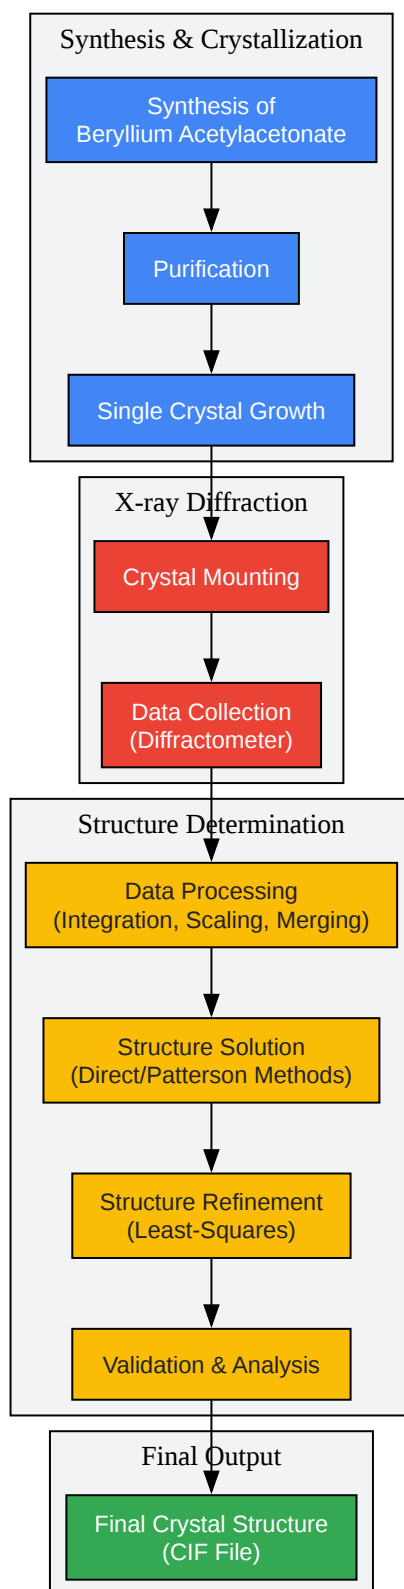 Synthesis & Crystallization
Synthesis of
Beryllium Acetylacetonate
Purification
Single Crystal Growth
X-ray Diffraction
Crystal Mounting
Data Collection
(Diffractometer)
Structure Determination
Data Processing
(Integration, Scaling, Merging)
Structure Solution
(Direct/Patterson Methods)
Structure Refinement
(Least-Squares)
Validation & Analysis
Final Output
Final Crystal Structure
(CIF File)